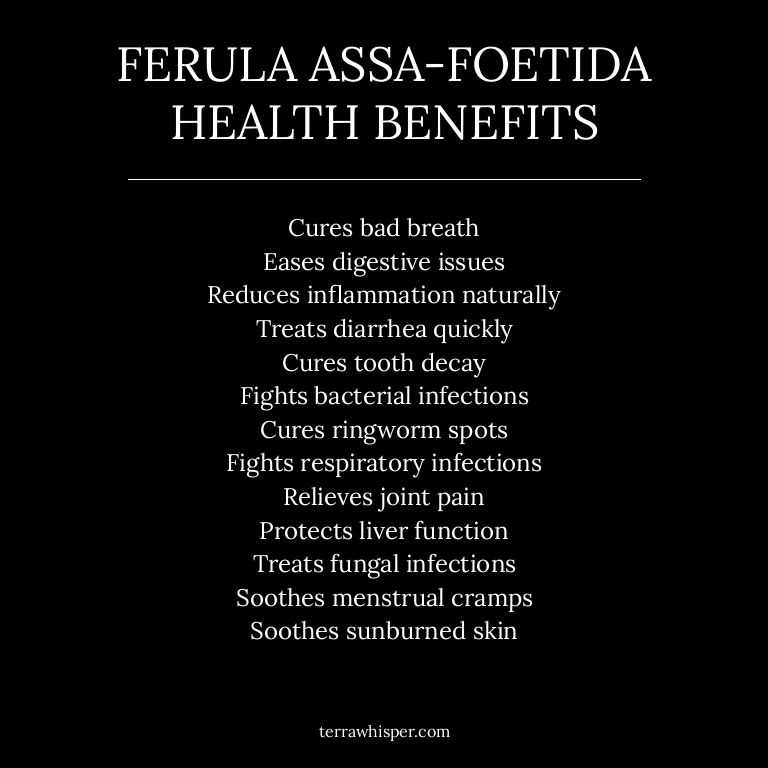 FERULA ASSA-FOETIDA
HEALTH BENEFITS
Cures bad breath
Eases digestive issues
Reduces inflammation naturally
Treats diarrhea quickly
Cures tooth decay
Fights bacterial infections
Cures ringworm spots
Fights respiratory infections
Relieves joint pain
Protects liver function
Treats fungal infections
Soothes menstrual cramps
Soothes sunburned skin
terrawhisper.com